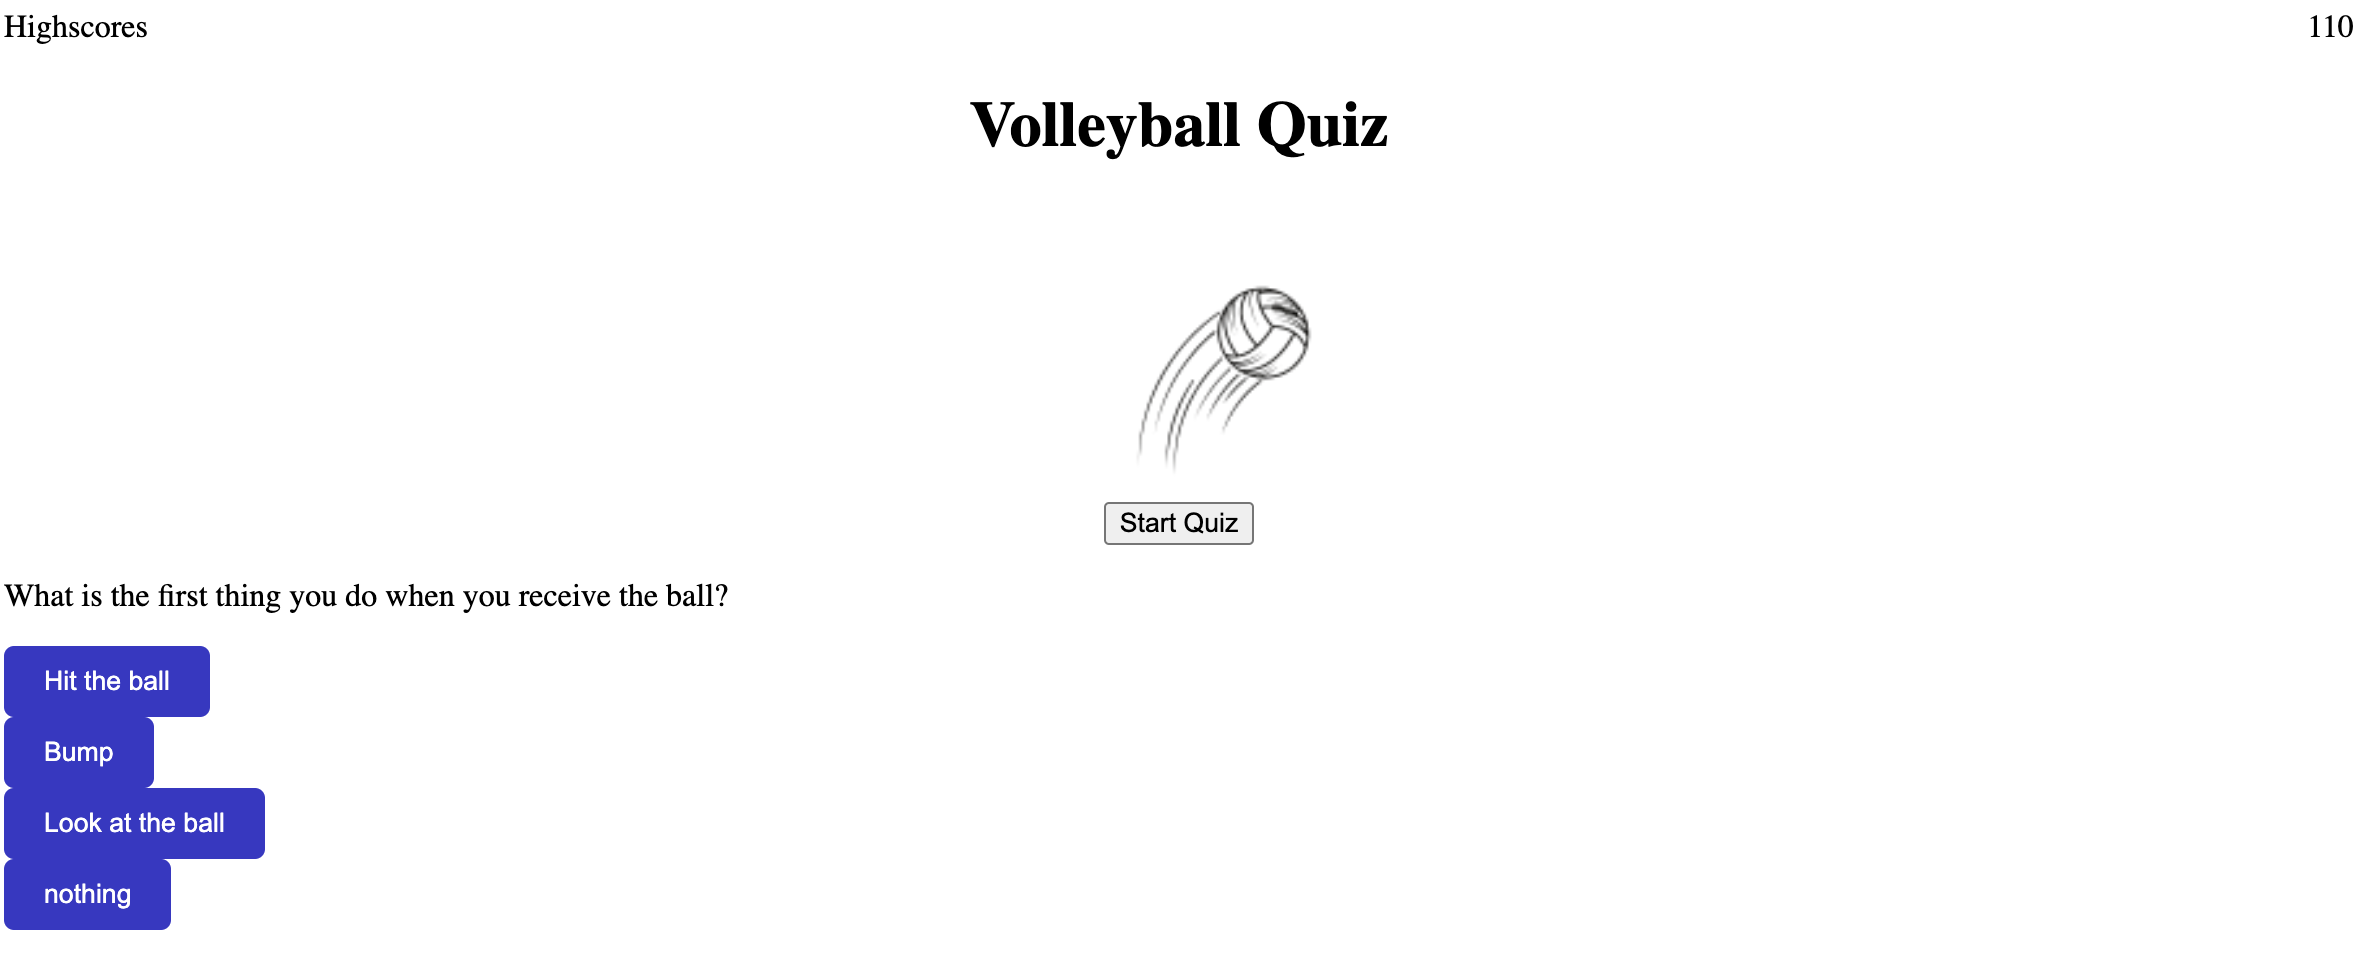 Highscores 110
Volleyball Quiz
Start Quiz
What is the first thing you do when you receive the ball?
Hit the ball
Bump
Look at the ball
nothing